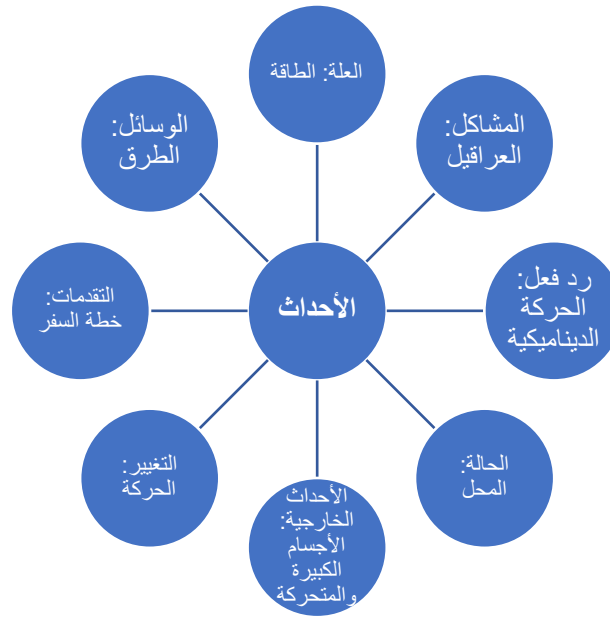 العلة: الطاقة
المشاكل:
العراقيل
رد فعل:
الحركة
الديناميكية
الحالة:
المحل
الأحداث
الخارجية:
الأجسام
الكبيرة
والمتحركة
التغيير:
الحركة
التقدمات:
خطة السفر
الوسائل:
الطرق
الأحداث